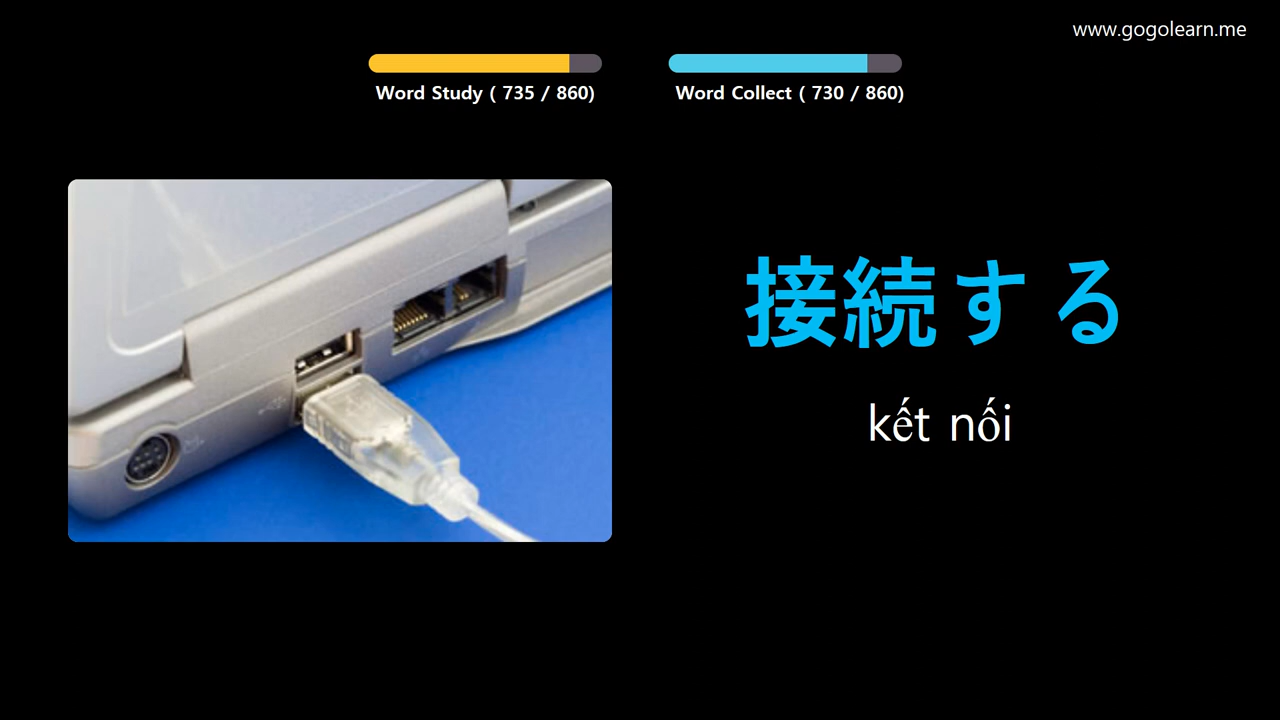 www.gogolearn.me
Word Study ( 735 / 860)
Word Collect ( 730 / 860)
接続する
kết nối